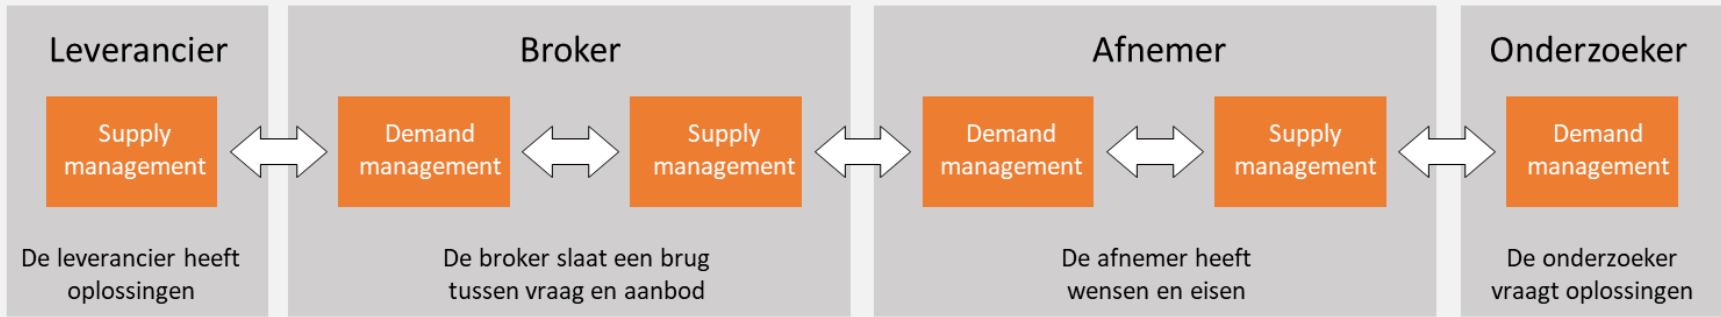 Leverancier
Supply
management
De leverancier heeft
oplossingen
Broker
Demand
management
Supply
management
De broker slaat een brug
tussen vraag en aanbod
Afnemer
Demand
management
Supply
management
De afnemer heeft
wensen en eisen
Onderzoeker
Demand
management
De onderzoeker
vraagt oplossingen